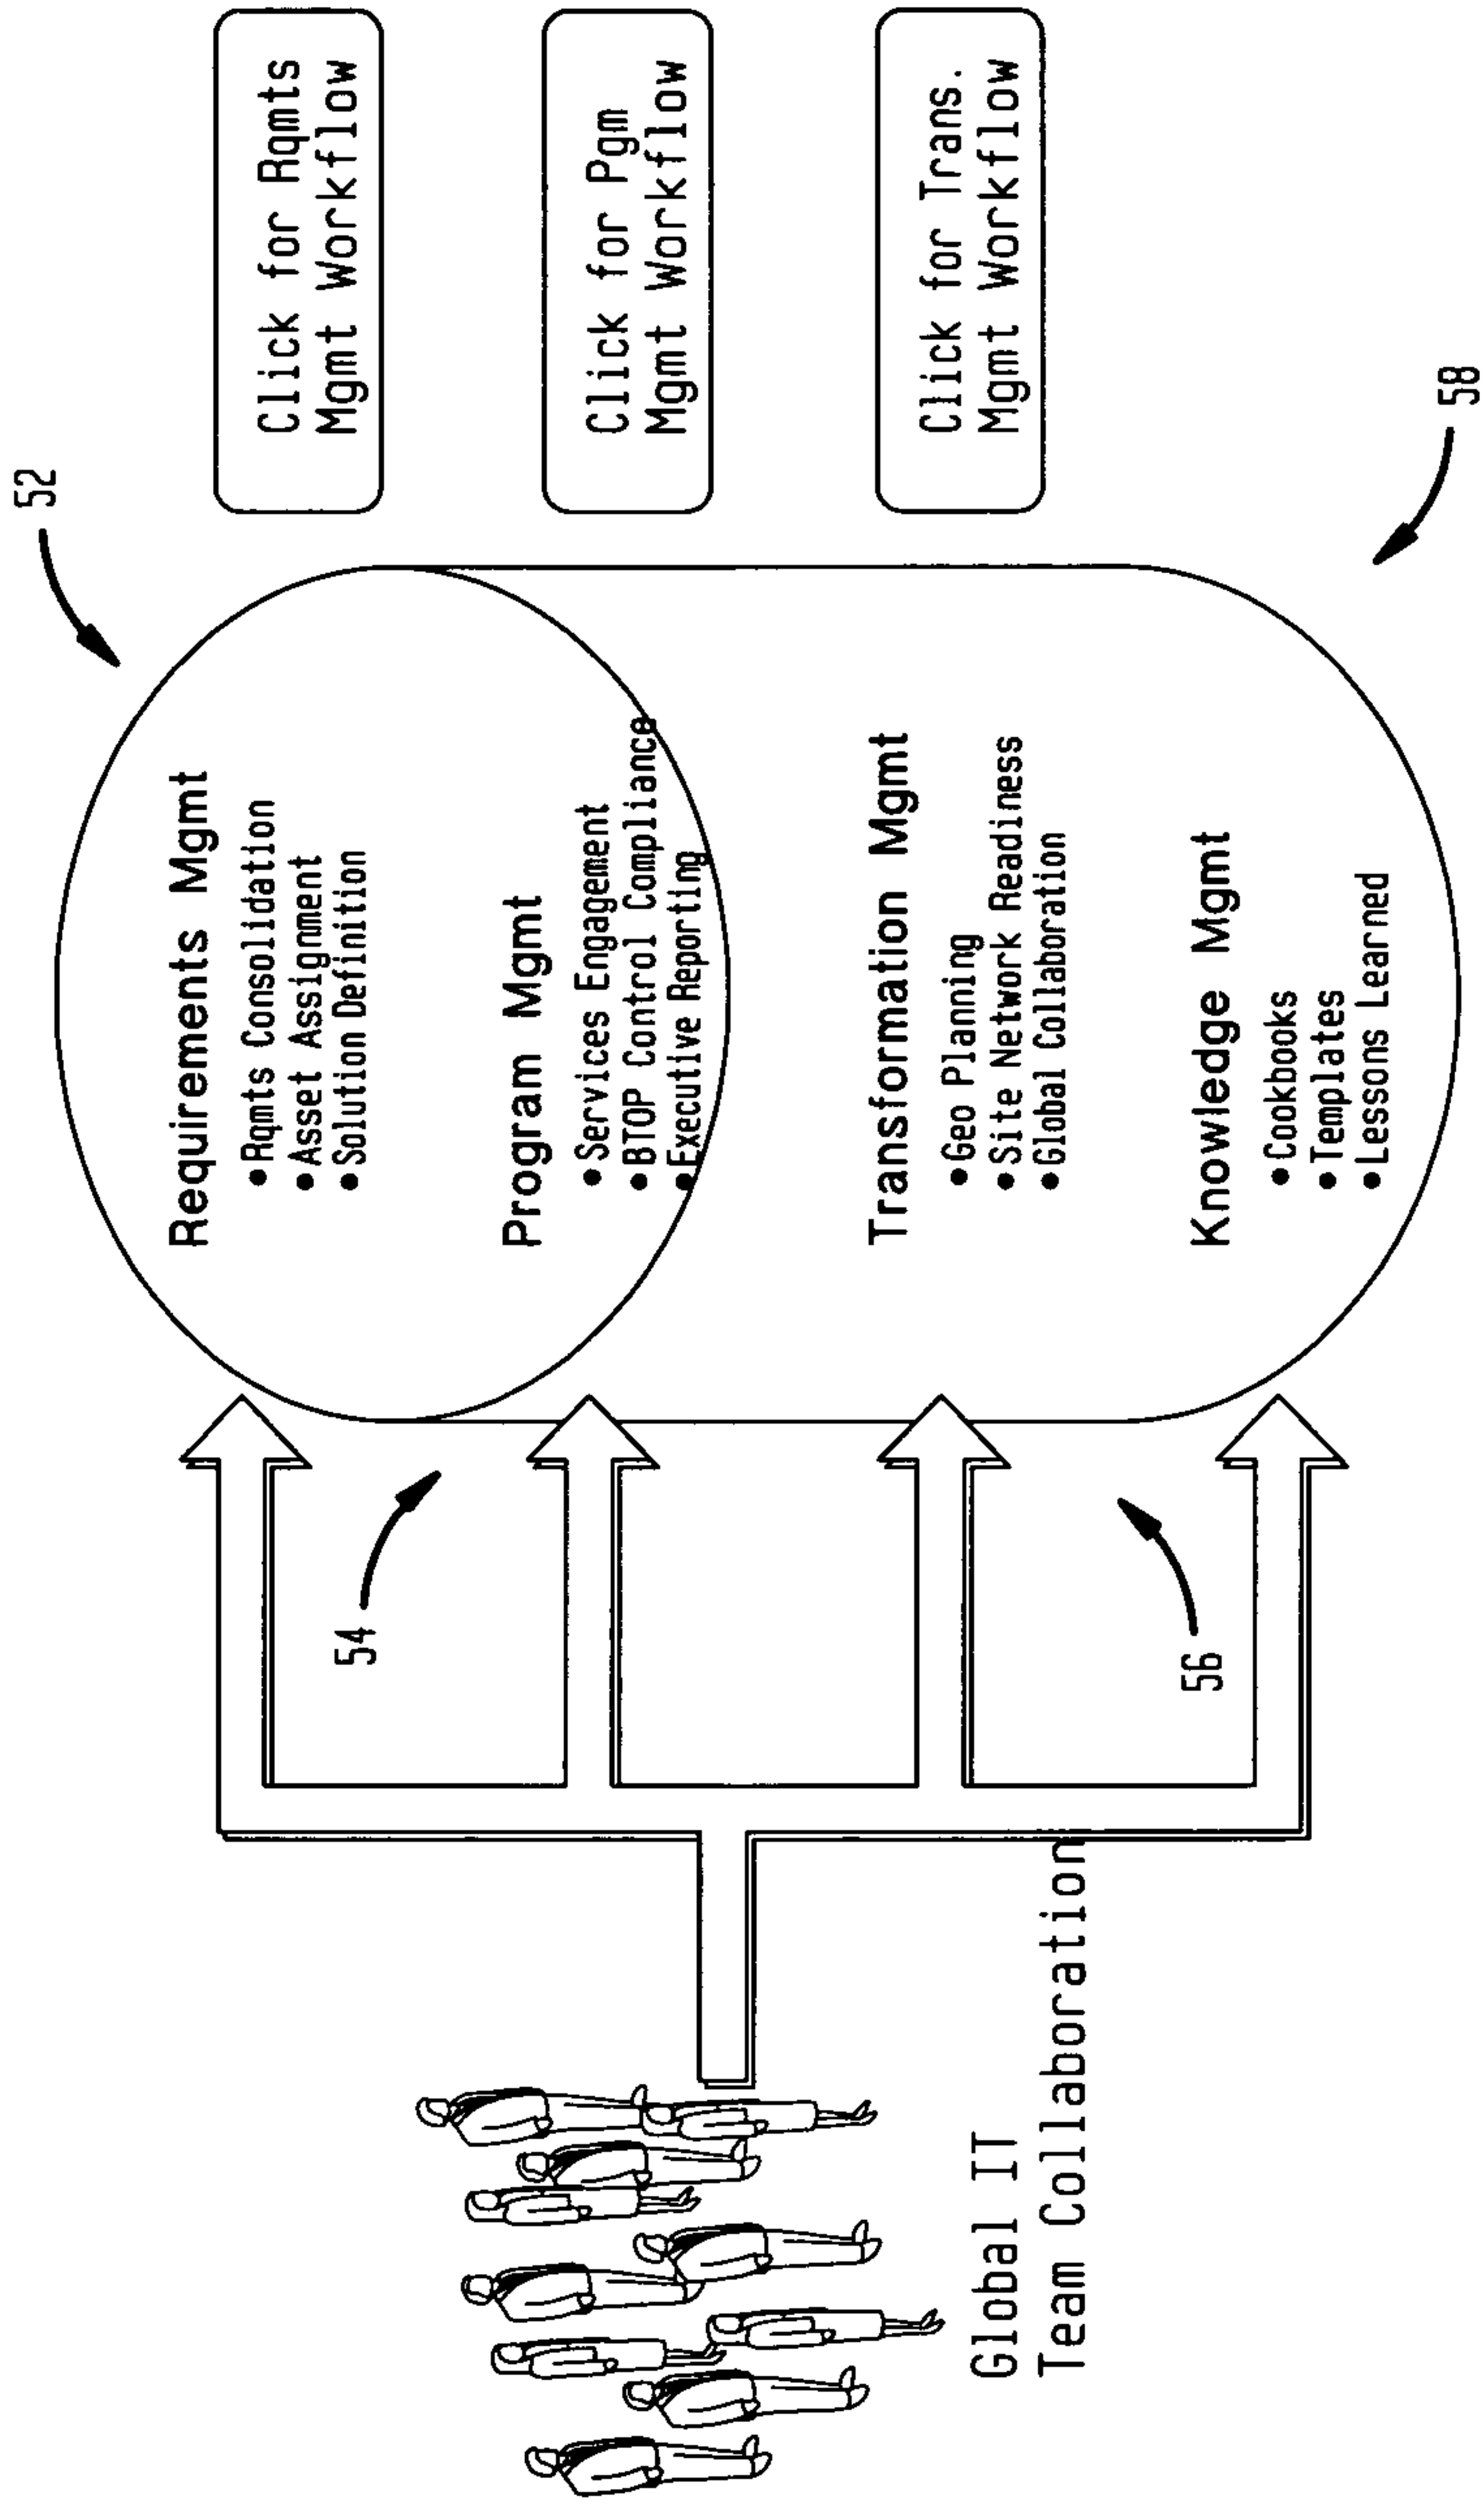 52
Requirements Mgmt
• Rqmts Consolidation
• Asset Assignment
• Solution Definition
Click for Rqmts
Mgmt Workflow
54
Program Mgmt
• Services Engagement
• BTOP Control Compliance
• Executive Reporting
Click for Pgm
Mgmt Workflow
Transformation Mgmt
• Geo Planning
• Site Network Readiness
• Global Collaboration
Click for Trans.
Mgmt Workflow
Global IT
Team Collaboration
56
Knowledge Mgmt
• Cookbooks
• Templates
• Lessons Learned
58